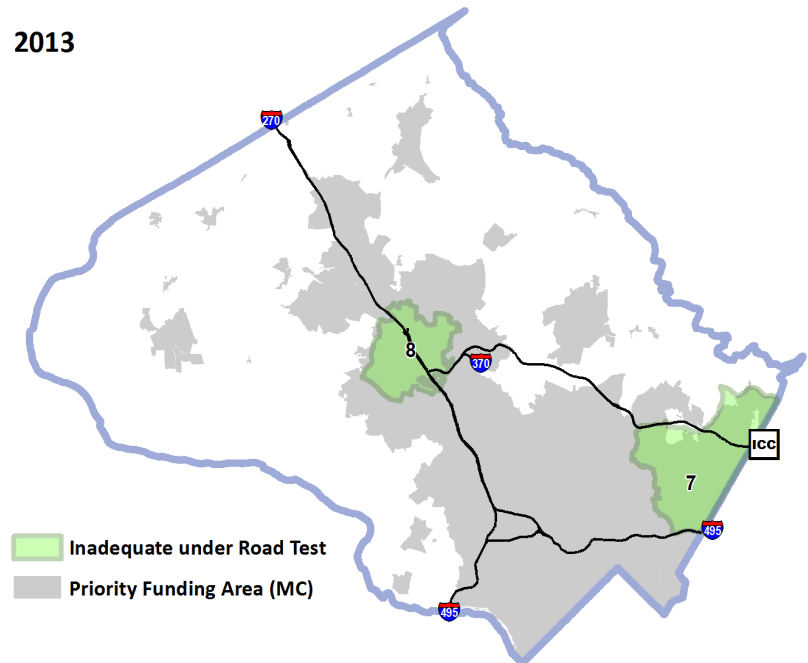 2013
270
8
370
ICC
7
495
Inadequate under Road Test
Priority Funding Area (MC)
495